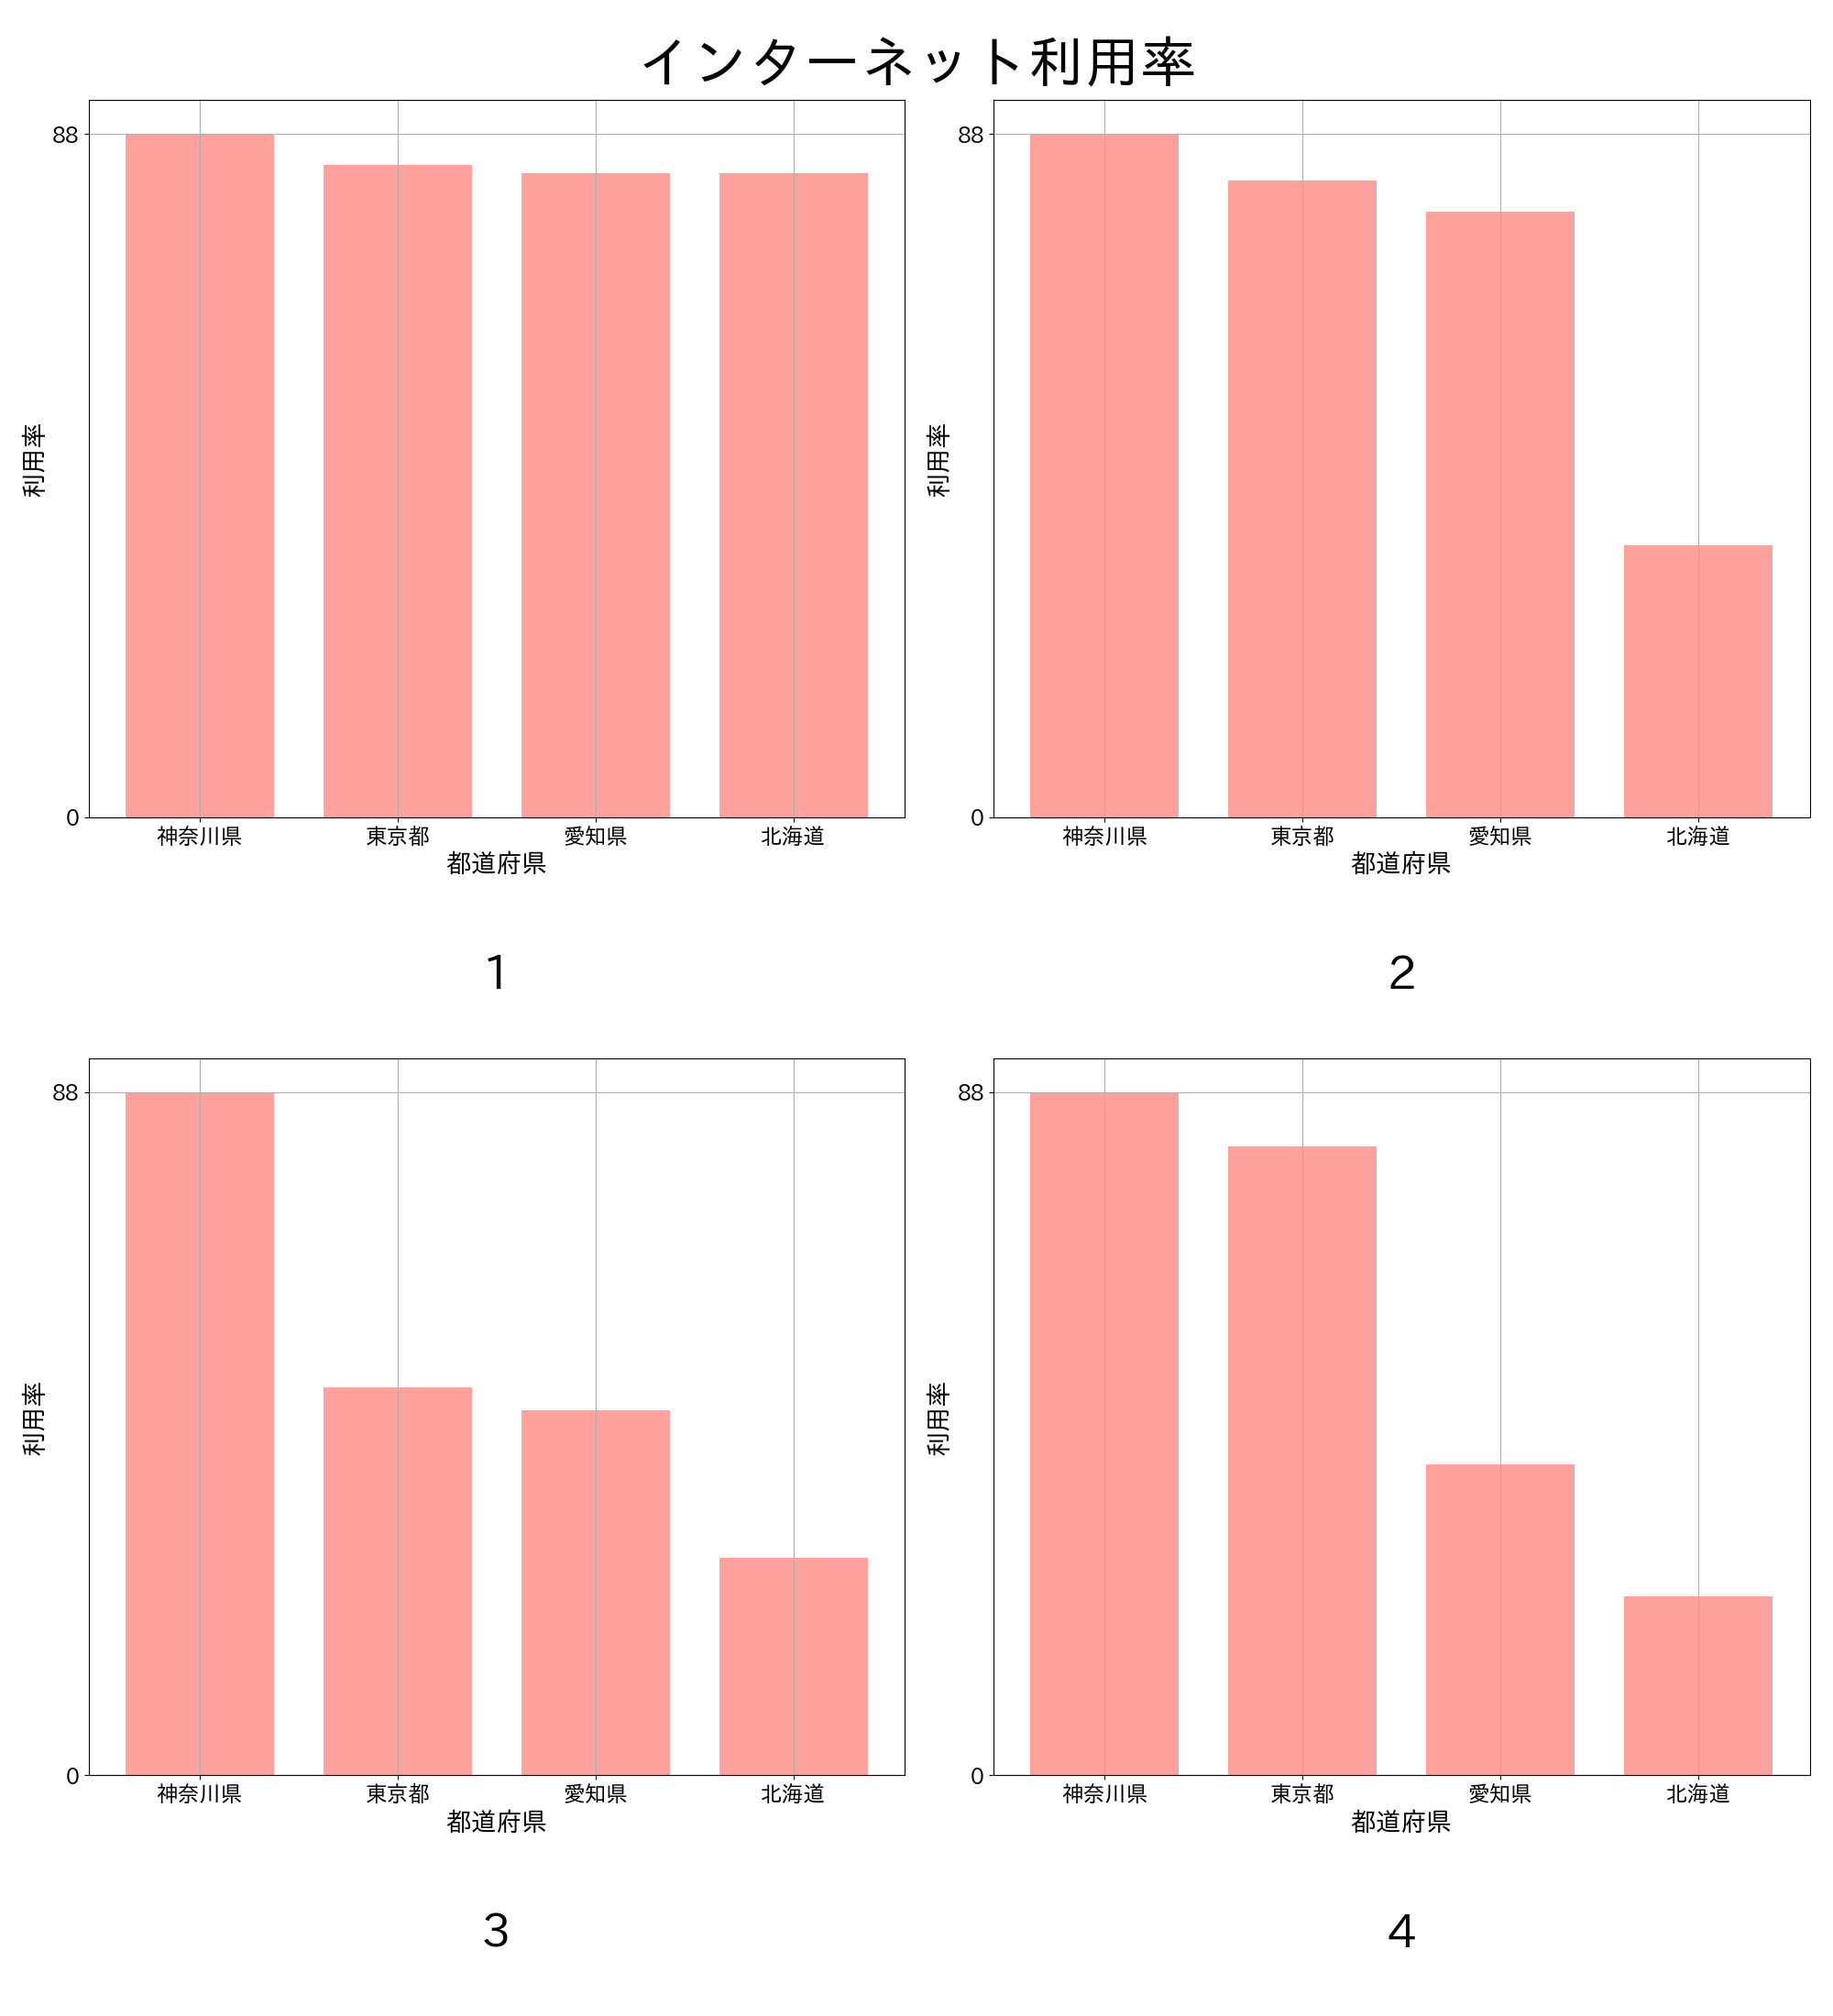 インターネット利用率
88
0
利用率
神奈川県 東京都 愛知県 北海道
都道府県
1
88
0
利用率
神奈川県 東京都 愛知県 北海道
都道府県
2
88
0
利用率
神奈川県 東京都 愛知県 北海道
都道府県
3
88
0
利用率
神奈川県 東京都 愛知県 北海道
都道府県
4